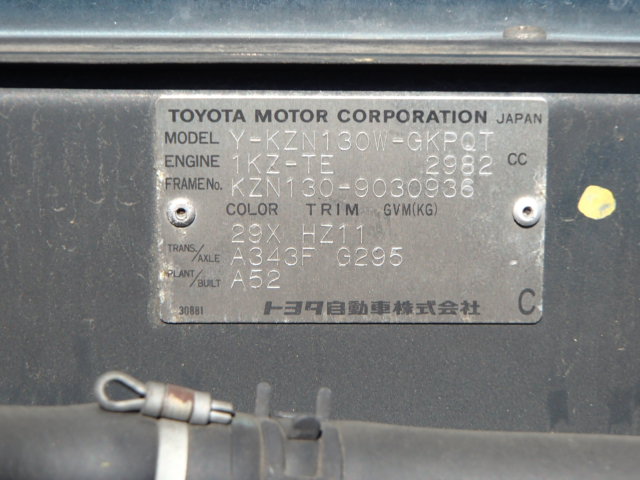 TOYOTA MOTOR CORPORATION JAPAN
MODEL Y-KZN130W-GKPQT
ENGINE 1KZ-TE 2982 CC
FRAME No. KZN130-9030936
COLOR TRIM GVM(KG)
29X HZ11
TRANS./AXLE A343F G295
PLANT/BUILT A52
30881 トヨタ自動車株式会社 C